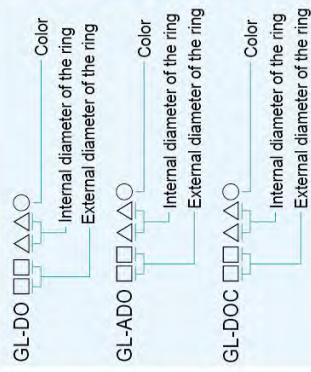 GL-DO □□ △△○
Color
Internal diameter of the ring
External diameter of the ring
GL-ADO □□ △△○
Color
Internal diameter of the ring
External diameter of the ring
GL-DOC □□ △△○
Color
Internal diameter of the ring
External diameter of the ring